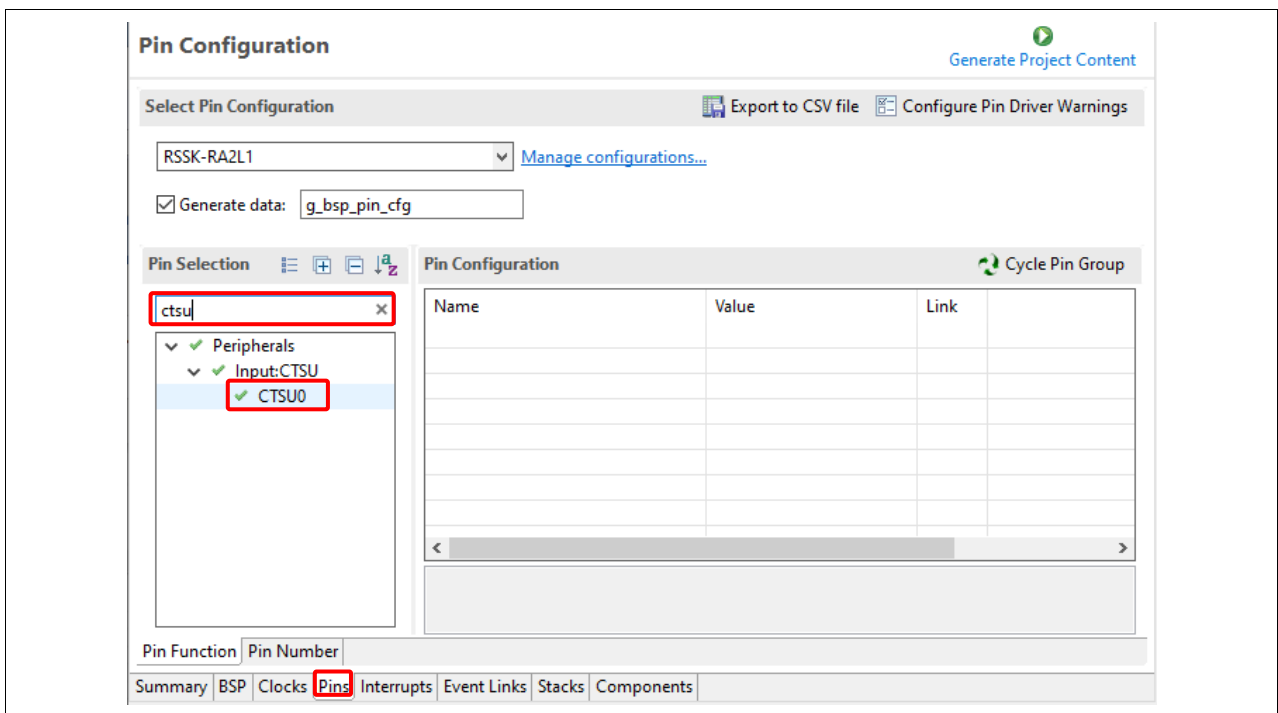 Pin Configuration
Generate Project Content
Select Pin Configuration
Export to CSV file
Configure Pin Driver Warnings
RSSK-RA2L1
Manage configurations...
Generate data:
g_bsp_pin_cfg
Pin Selection
Pin Configuration
Cycle Pin Group
ctsu
Name Value Link
Peripherals
Input:CTSU
CTSU0
Pin Function Pin Number
Summary BSP Clocks Pins Interrupts Event Links Stacks Components